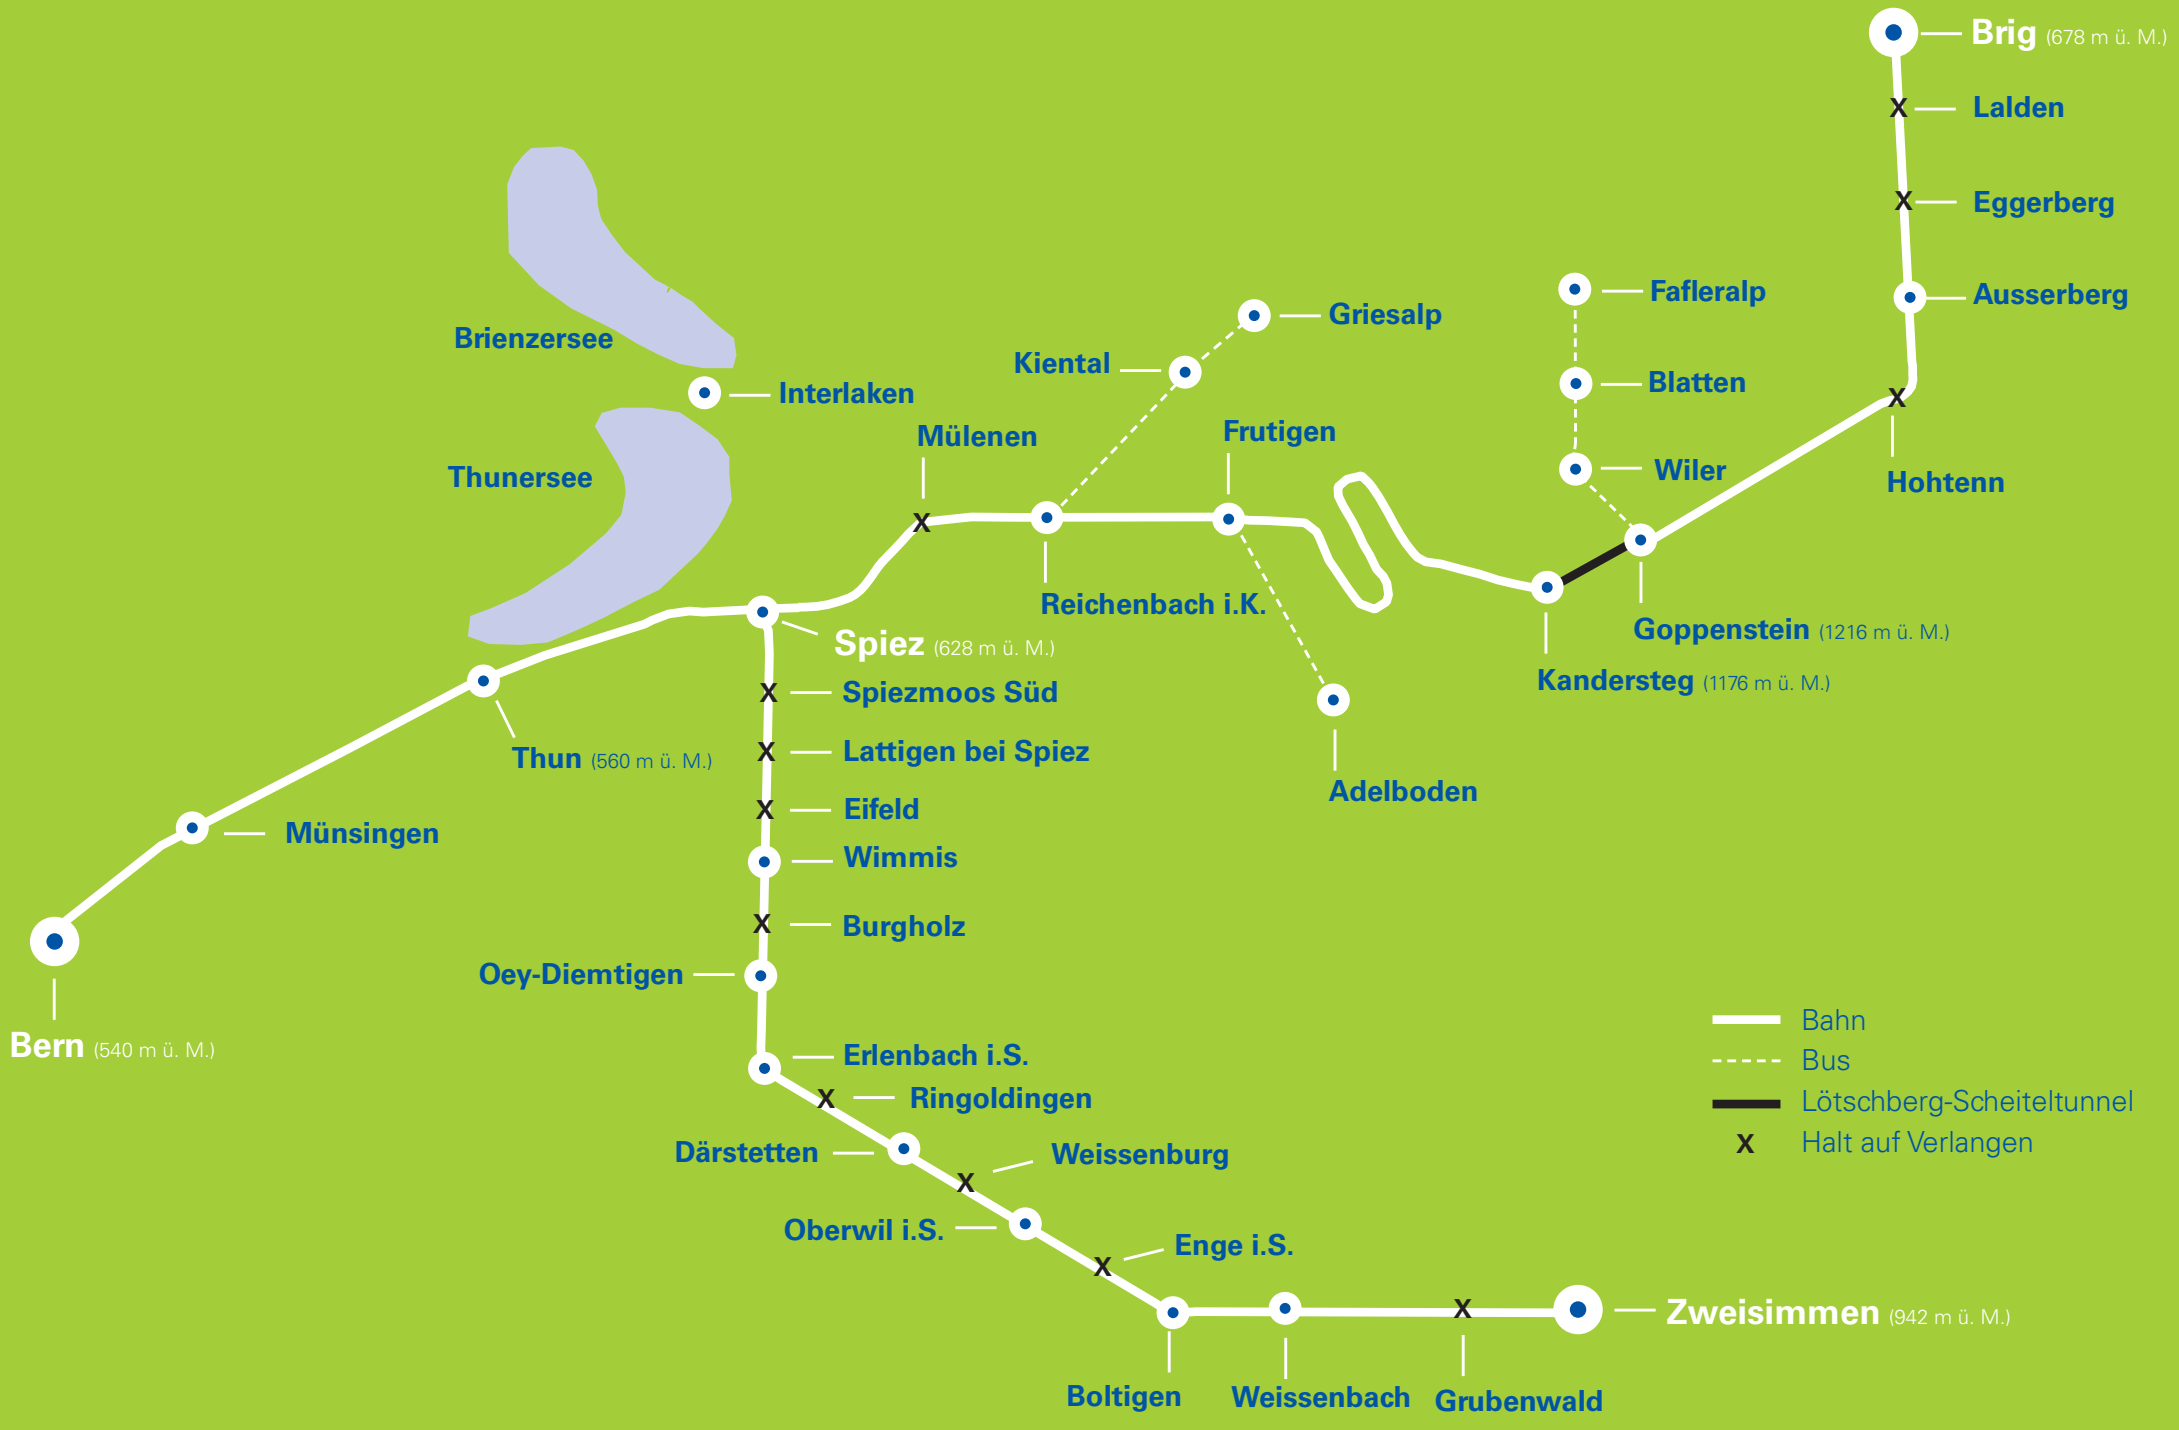 Brig (678 m ü. M.)
Lalden
Eggerberg
Fafleralp
Ausserberg
Griesalp
Brienzersee
Kiental
Blatten
Interlaken
Mülenen
Frutigen
Thunersee
Wiler
Hohtenn
Reichenbach i.K.
Goppenstein (1216 m ü. M.)
Spiez (628 m ü. M.)
Kandersteg (1176 m ü. M.)
Spiezmoos Süd
X
Lattigen bei Spiez
X
Thun (560 m ü. M.)
Adelboden
X
Eifeld
Münsingen
Wimmis
X
Burgholz
Oey-Diemtigen
Bern (540 m ü. M.)
Erlenbach i.S.
X
Ringoldingen
Därstetten
Weissenburg
X
Oberwil i.S.
Enge i.S.
X
X
Zweisimmen (942 m ü. M.)
Boltigen
Weissenbach
Grubenwald
X
X
X
X
Bahn
Bus
Lötschberg-Scheiteltunnel
X Halt auf Verlangen